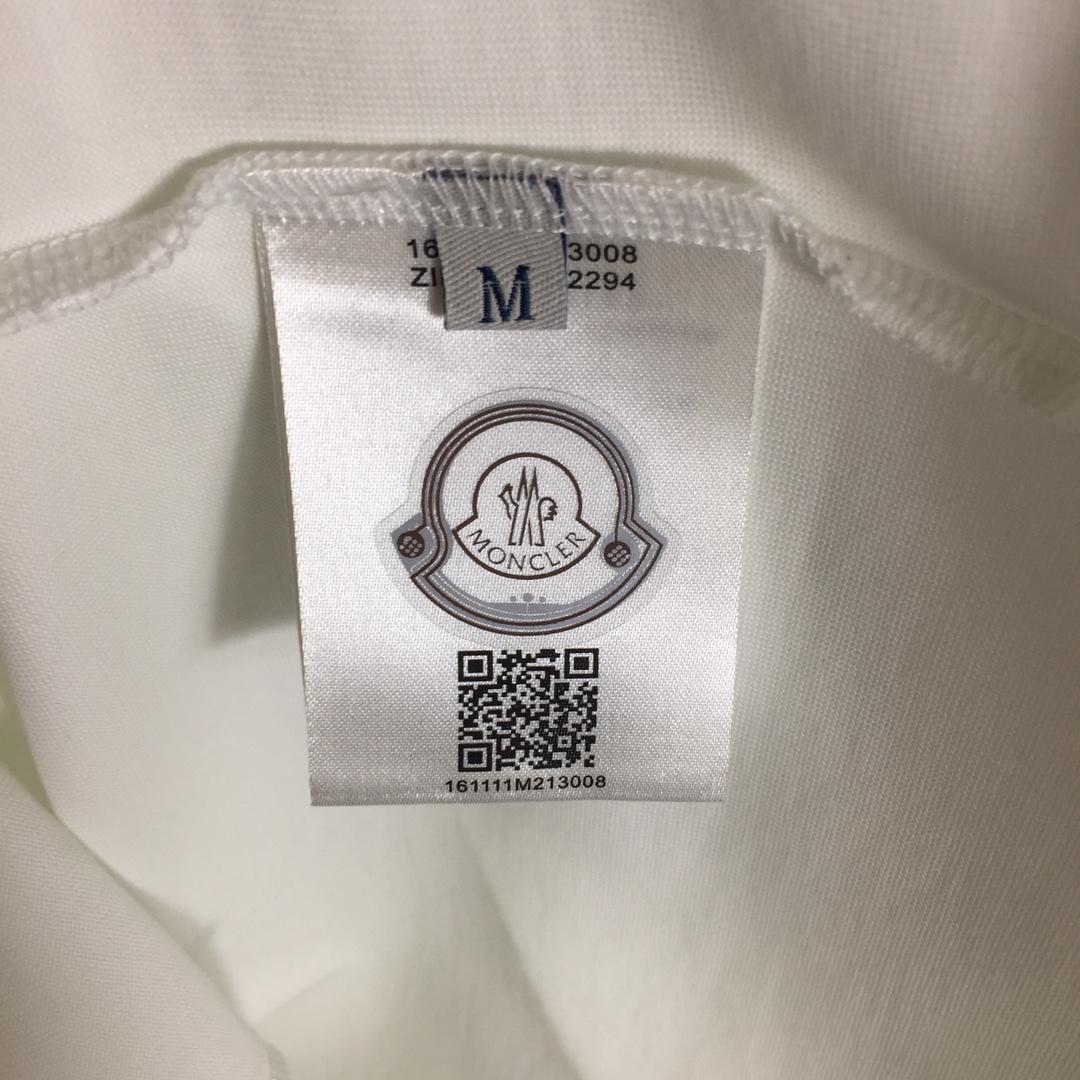 16 3008
ZI 2294
M
MONCLER
161111M213008